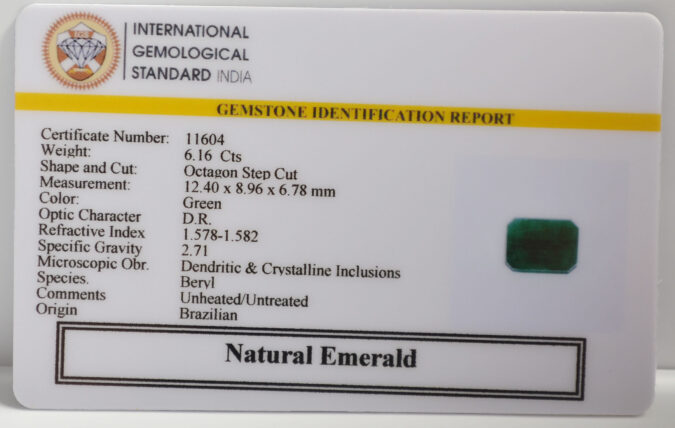 IGS
INTERNATIONAL
GEMOLOGICAL
STANDARD INDIA
GEMSTONE IDENTIFICATION REPORT
Certificate Number: 11604
Weight: 6.16 Cts
Shape and Cut: Octagon Step Cut
Measurement: 12.40 x 8.96 x 6.78 mm
Color: Green
Optic Character D.R.
Refractive Index 1.578-1.582
Specific Gravity 2.71
Microscopic Obr. Dendritic & Crystalline Inclusions
Species. Beryl
Comments Unheated/Untreated
Origin Brazilian
Natural Emerald